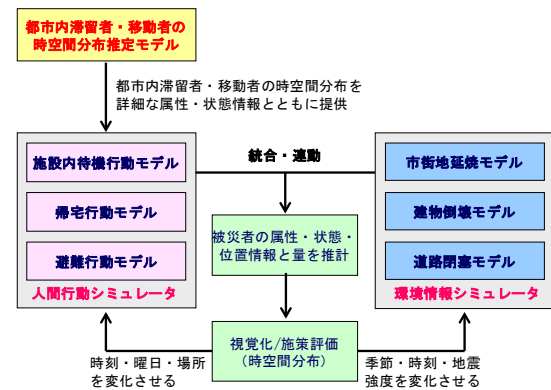 都市内滞留者・移動者の
時空間分布推定モデル
都市内滞留者・移動者の時空間分布を
詳細な属性・状態情報とともに提供
施設内待機行動モデル
帰宅行動モデル
避難行動モデル
人間行動シミュレータ
統合・連動
市街地延焼モデル
建物倒壊モデル
道路閉塞モデル
環境情報シミュレータ
被災者の属性・状態・
位置情報と量を推計
視覚化/施策評価
(時空間分布)
時刻・曜日・場所
を変化させる
季節・時刻・地震
強度を変化させる